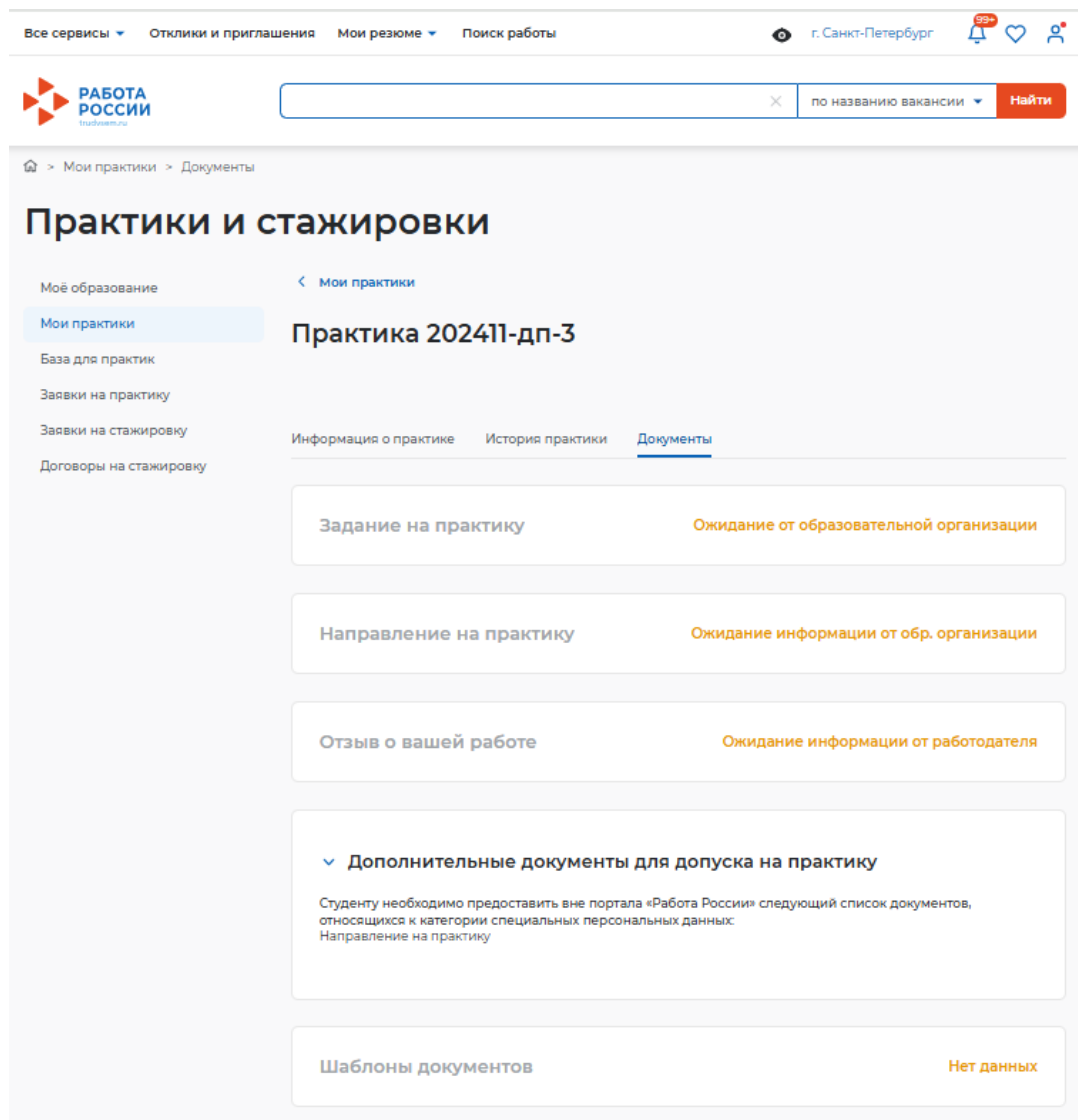 Все сервисы Отклики и приглашения Мои резюме Поиск работы г. Санкт-Петербург 99+
РАБОТА
РОССИИ
trudvsem.ru
по названию вакансии Найти
> Мои практики > Документы
Практики и стажировки
Моё образование
Мои практики
База для практик
Заявки на практику
Заявки на стажировку
Договоры на стажировку
Мои практики
Практика 202411-дп-3
Информация о практике История практики Документы
Задание на практику Ожидание от образовательной организации
Направление на практику Ожидание информации от обр. организации
Отзыв о вашей работе Ожидание информации от работодателя
Дополнительные документы для допуска на практику
Студенту необходимо предоставить вне портала «Работа России» следующий список документов,
относящихся к категории специальных персональных данных:
Направление на практику
Шаблоны документов Нет данных